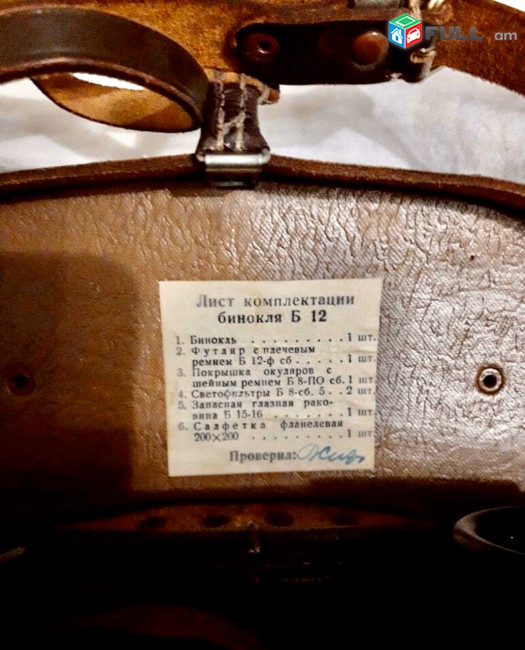 FULL.am
Лист комплектации
бинокля Б 12
1. Бинокль . . . . . . . . . . 1 шт.
2. Футляр с плечевым
ремнем Б 12-ф сб . . . . . . 1 шт.
3. Покрышка окуляров с
шейным ремнем Б 8-ПО сб. 1 шт.
4. Светофильтры Б 8-сб. 5 . . 2 шт.
5. Запасная глазная рако-
вина Б 15-16 . . . . . . . . 1 шт.
6. Салфетка фланелевая
200×200 . . . . . . . . 1 шт.
Проверил: